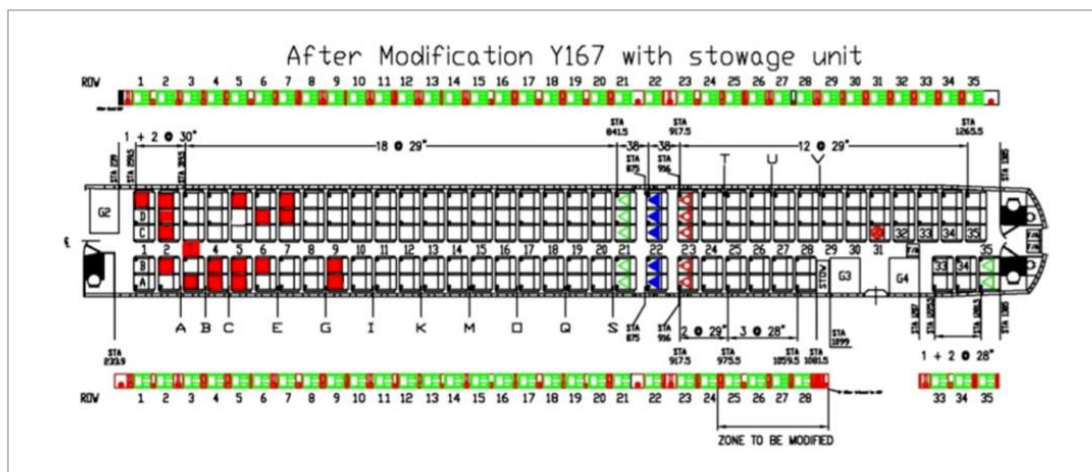 After Modification Y167 with stowage unit
ROW 1 2 3 4 5 6 7 8 9 10 11 12 13 14 15 16 17 18 19 20 21 22 23 24 25 26 27 28 29 30 31 32 33 34 35
1 + 2 @ 30"
18 @ 29"
STA 841.5
38
38
STA 917.5
12 @ 29"
STA 1265.5
STA 875
STA 916
T U V
G2
D
C
1 2 3 4 5 6 7 8 9 10 11 12 13 14 15 16 17 18 19 20 21 22 23 24 25 26 27 28 29 30 31
32 33 34 35
35
B
A
33 34
STOW
G3
G4
A B C E G I K M O Q S
STA 875
STA 916
2 @ 29"
3 @ 28"
STA 1099
STA 233.9
STA 917.5
STA 975.5
STA 1059.5
STA 1081.5
1 + 2 @ 28"
ROW 1 2 3 4 5 6 7 8 9 10 11 12 13 14 15 16 17 18 19 20 21 22 23 24 25 26 27 28 33 34 35
ZONE TO BE MODIFIED